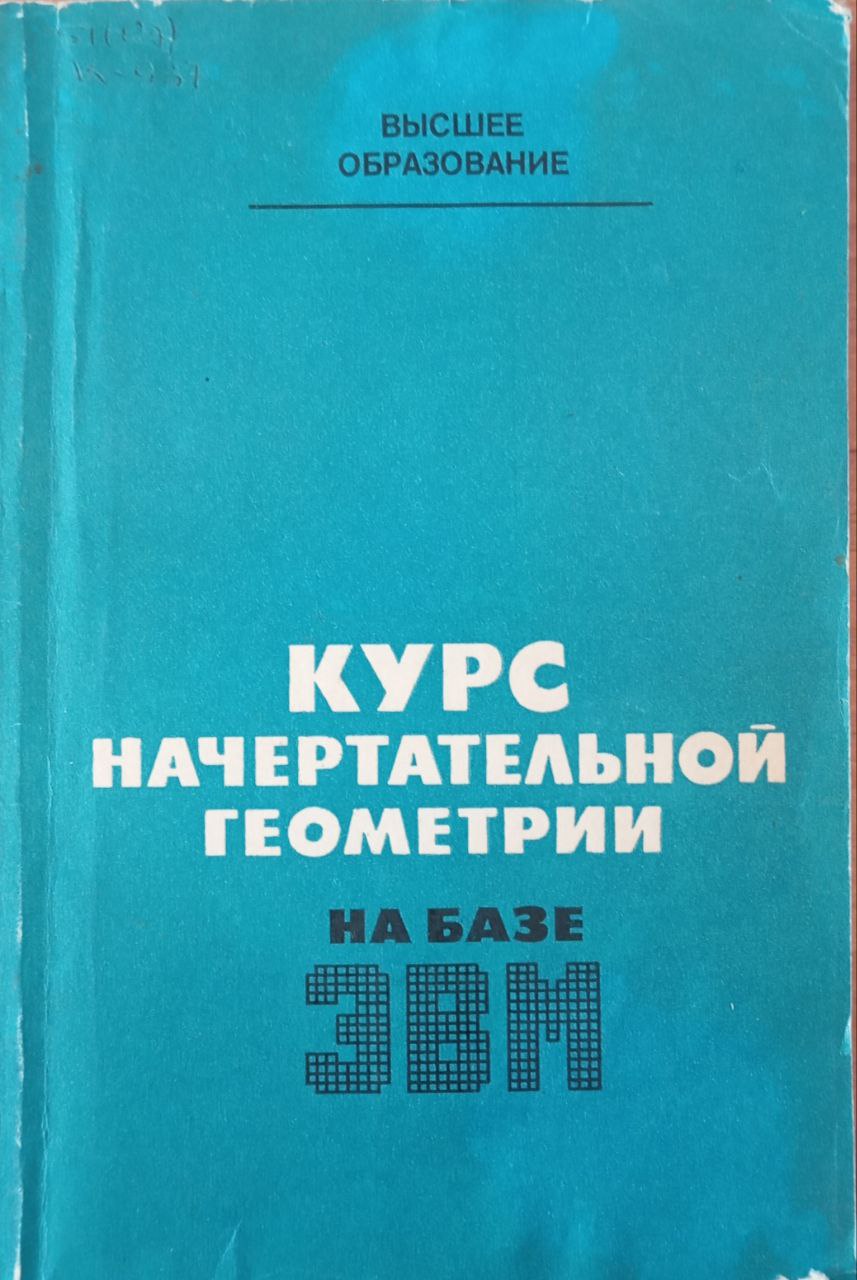 ВЫСШЕЕ
ОБРАЗОВАНИЕ
КУРС
НАЧЕРТАТЕЛЬНОЙ
ГЕОМЕТРИИ
НА БАЗЕ
ЭВМ